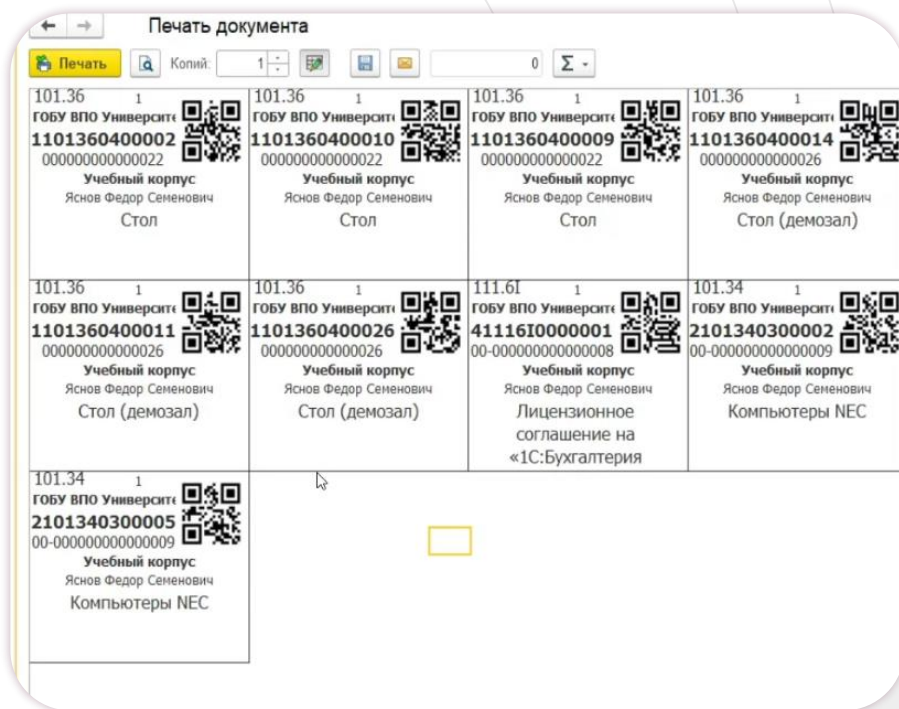 Печать документа
Печать
Копий:
1
0
Σ
101.36 1
ГОБУ ВПО Университе
1101360400002
000000000000022
Учебный корпус
Яснов Федор Семенович
Стол
101.36 1
ГОБУ ВПО Университе
1101360400010
000000000000022
Учебный корпус
Яснов Федор Семенович
Стол
101.36 1
ГОБУ ВПО Университе
1101360400009
000000000000022
Учебный корпус
Яснов Федор Семенович
Стол
101.36 1
ГОБУ ВПО Университе
1101360400014
000000000000026
Учебный корпус
Яснов Федор Семенович
Стол (демозал)
101.36 1
ГОБУ ВПО Университе
1101360400011
000000000000026
Учебный корпус
Яснов Федор Семенович
Стол (демозал)
101.36 1
ГОБУ ВПО Университе
1101360400026
000000000000026
Учебный корпус
Яснов Федор Семенович
Стол (демозал)
111.6I 1
ГОБУ ВПО Университе
41116I0000001
00-000000000000008
Учебный корпус
Яснов Федор Семенович
Лицензионное
соглашение на
«1С:Бухгалтерия
101.34 1
ГОБУ ВПО Университе
2101340300002
00-000000000000009
Учебный корпус
Яснов Федор Семенович
Компьютеры NEC
101.34 1
ГОБУ ВПО Университе
2101340300005
00-000000000000009
Учебный корпус
Яснов Федор Семенович
Компьютеры NEC